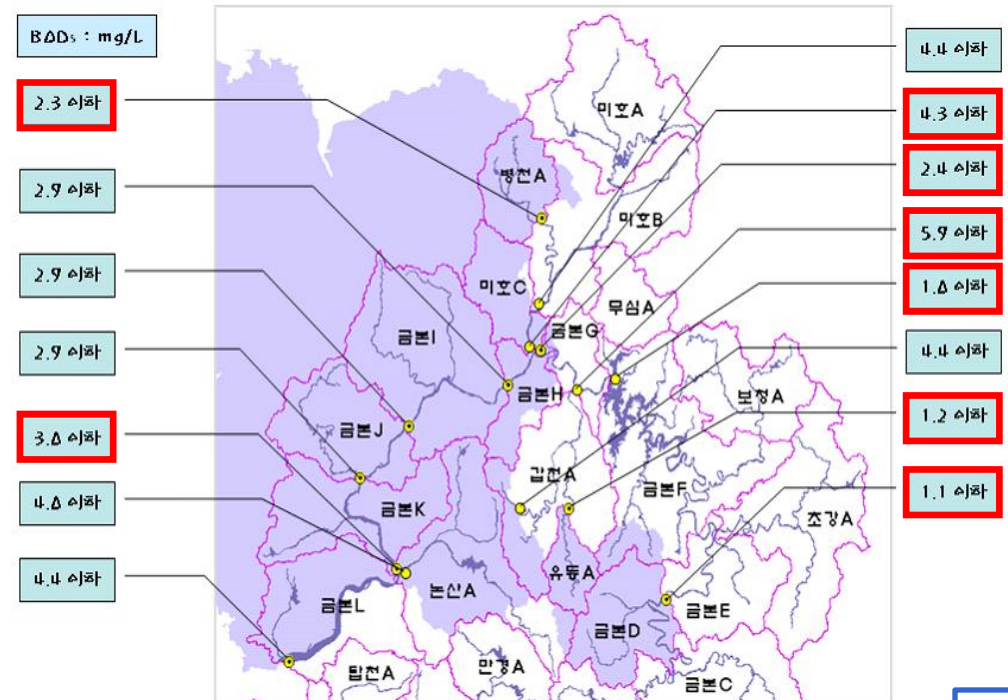 BOD₅ : mg/L
2.3 이하
2.9 이하
2.9 이하
2.9 이하
3.0 이하
4.0 이하
4.4 이하
미호A
병천A
미호B
미호C
무심A
금본G
금본I
금본H
보청A
금본J
갑천A
금본F
금본K
초강A
유등A
논산A
금본L
금본E
금본D
탑천A
만경A
금본C
4.4 이하
4.3 이하
2.4 이하
5.9 이하
1.0 이하
4.4 이하
1.2 이하
1.1 이하